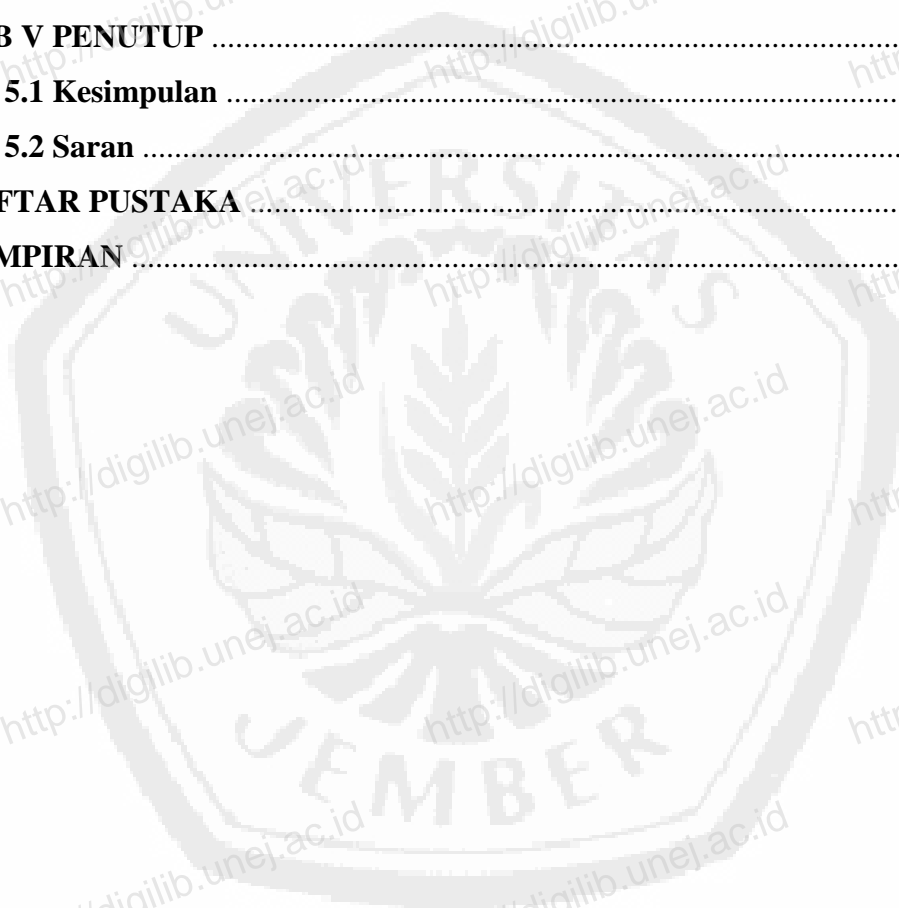 B V PENUTUP ........................................................................................
5.1 Kesimpulan ......................................................................................
5.2 Saran .................................................................................................
FTAR PUSTAKA ...................................................................................
MPIRAN ..................................................................................................
UNIVERSITAS
JEMBER
http://digilib.unej.ac.id
http://digilib.unej.ac.id
http://digilib.unej.ac.id
http://digilib.unej.ac.id
http://digilib.unej.ac.id
http://digilib.unej.ac.id